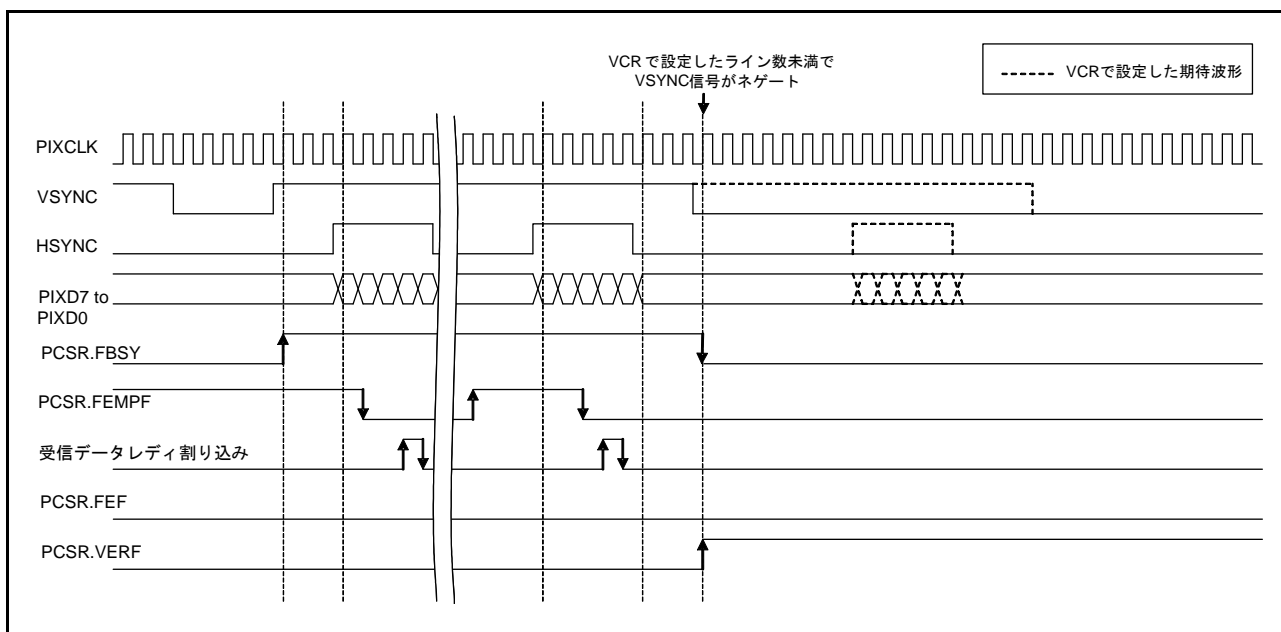 VCR で設定したライン数未満で
VSYNC信号がネゲート
VCRで設定した期待波形
PIXCLK
VSYNC
HSYNC
PIXD7 to
PIXD0
PCSR.FBSY
PCSR.FEMPF
受信データレディ割り込み
PCSR.FEF
PCSR.VERF